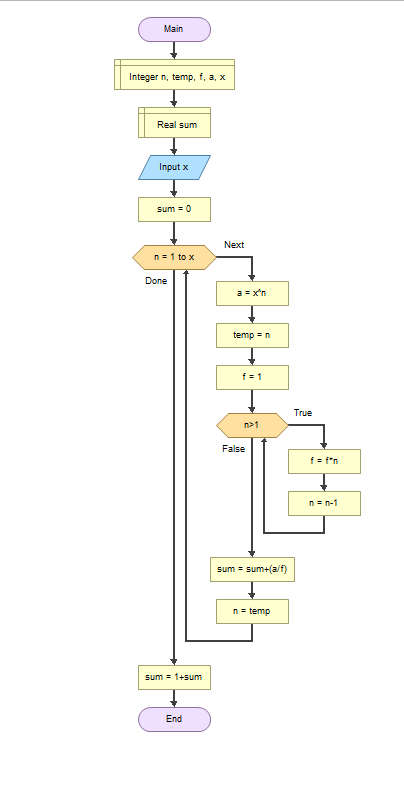 Main
Integer n, temp, f, a, x
Real sum
Input x
sum = 0
n = 1 to x
Next
Done
a = x^n
temp = n
f = 1
n>1
True
False
f = f*n
n = n-1
sum = sum+(a/f)
n = temp
sum = 1+sum
End